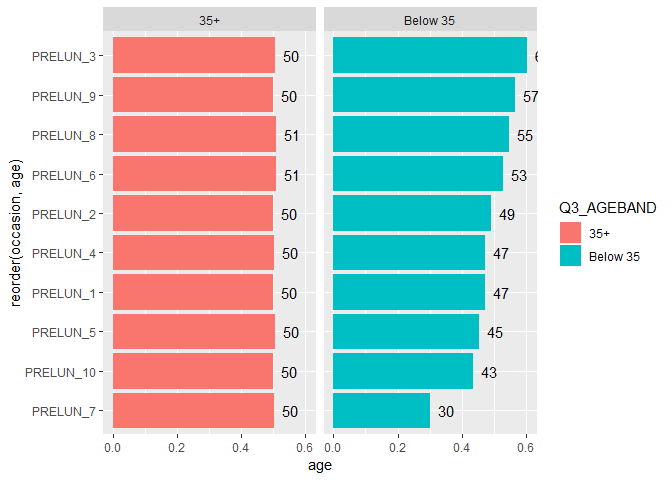 35+
Below 35
PRELUN_3
PRELUN_9
PRELUN_8
PRELUN_6
PRELUN_2
PRELUN_4
PRELUN_1
PRELUN_5
PRELUN_10
PRELUN_7
50
50
51
51
50
50
50
50
50
50
57
55
53
49
47
47
45
43
30
0.0 0.2 0.4 0.6
0.0 0.2 0.4 0.6
age
reorder(occasion, age)
Q3_AGEBAND
35+
Below 35